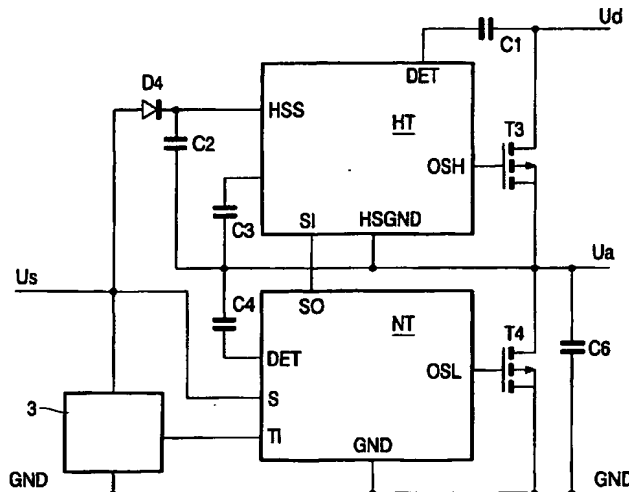 Ud
C1
DET
D4
HSS
HT
T3
C2
OSH
C3
SI
HSGND
Us
Ua
C4
SO
NT
T4
DET
OSL
C6
S
3
TI
GND
GND
GND